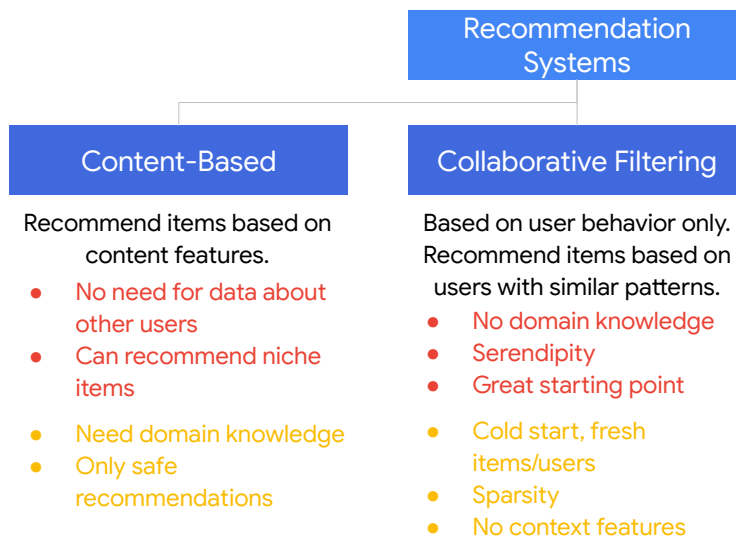 Recommendation
Systems
Content-Based
Recommend items based on
content features.
● No need for data about
other users
● Can recommend niche
items
● Need domain knowledge
● Only safe
recommendations
Collaborative Filtering
Based on user behavior only.
Recommend items based on
users with similar patterns.
● No domain knowledge
● Serendipity
● Great starting point
● Cold start, fresh
items/users
● Sparsity
● No context features